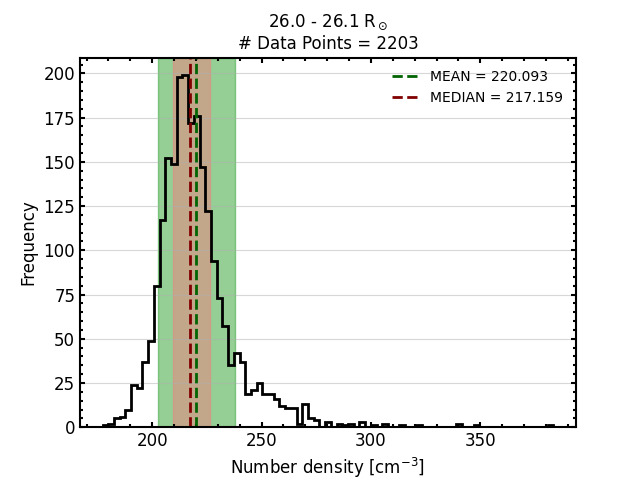 26.0 - 26.1 R⊙
# Data Points = 2203
MEAN = 220.093
MEDIAN = 217.159
Frequency
200
175
150
125
100
75
50
25
0
200 250 300 350
Number density [cm⁻³]